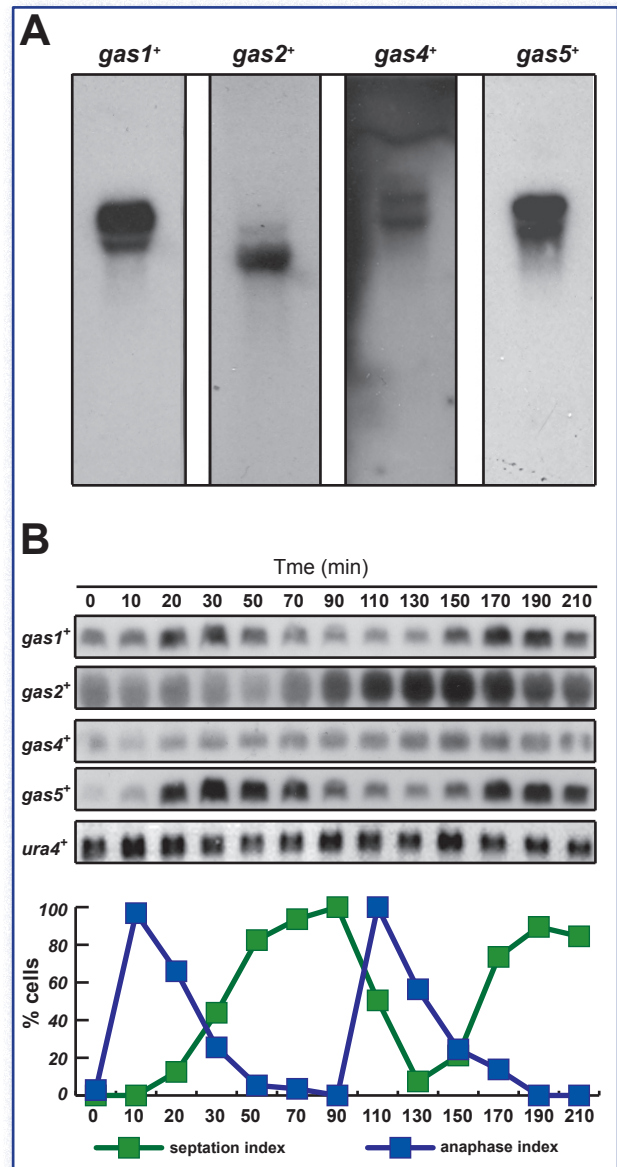 A
gas1⁺ gas2⁺ gas4⁺ gas5⁺
B
Tme (min)
0 10 20 30 50 70 90 110 130 150 170 190 210
gas1⁺
gas2⁺
gas4⁺
gas5⁺
ura4⁺
100
80
60
40
20
0
% cells
0 10 20 30 50 70 90 110 130 150 170 190 210
septation index anaphase index